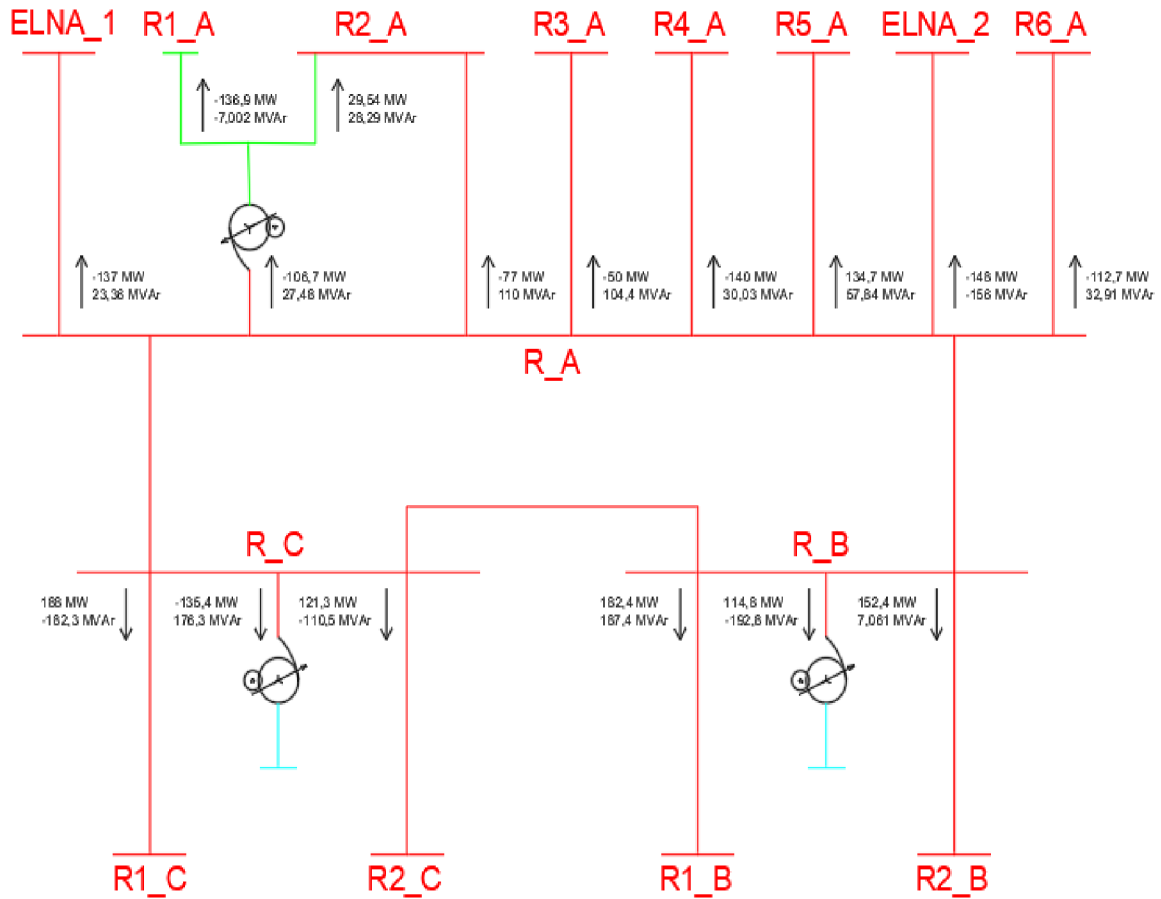 ELNA_1 R1_A R2_A R3_A R4_A R5_A ELNA_2 R6_A
-136,9 MW
-7,002 MVAr
29,54 MW
28,29 MVAr
-137 MW
23,36 MVAr
-106,7 MW
27,48 MVAr
-77 MW
110 MVAr
-50 MW
104,4 MVAr
-140 MW
30,03 MVAr
134,7 MW
57,84 MVAr
-148 MW
-156 MVAr
-112,7 MW
32,91 MVAr
R_A
R_C
R_B
168 MW
-182,3 MVAr
-135,4 MW
176,3 MVAr
121,3 MW
-110,5 MVAr
182,4 MW
187,4 MVAr
114,8 MW
-192,8 MVAr
152,4 MW
7,061 MVAr
R1_C R2_C R1_B R2_B